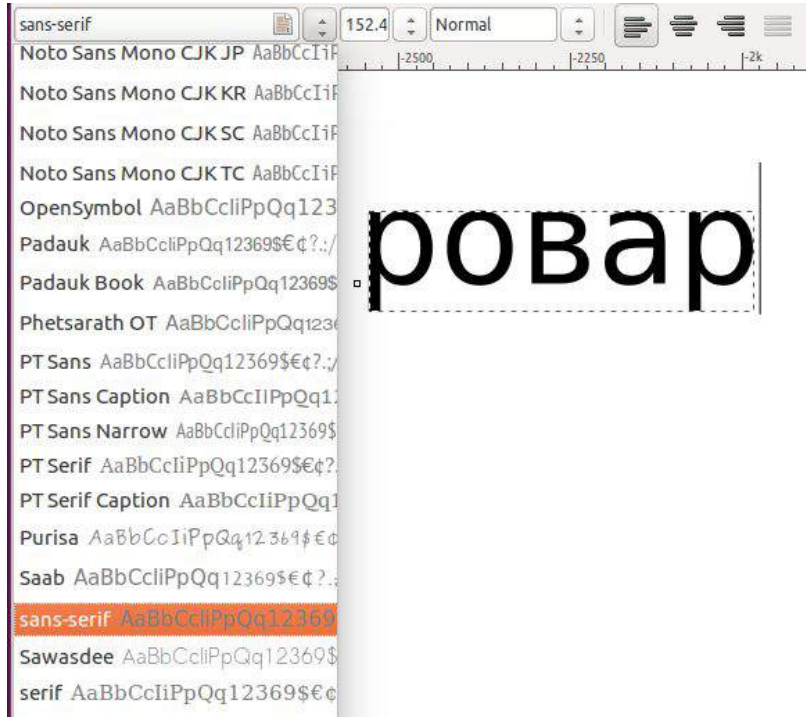 sans-serif 152.4 Normal
-2500 -2250 -2k
Noto Sans Mono CJK JP AaBbCcIiP
Noto Sans Mono CJK KR AaBbCcIiP
Noto Sans Mono CJK SC AaBbCcIiP
Noto Sans Mono CJK TC AaBbCcIiP
OpenSymbol AaBbCcIiPpQq123
Padauk AaBbCcIiPpQq12369$€¢?.:/
Padauk Book AaBbCcIiPpQq12369$
Phetsarath OT AaBbCcIiPpQq1236
PT Sans AaBbCcIiPpQq12369$€¢?.:/
PT Sans Caption AaBbCcIiPpQq12
PT Sans Narrow AaBbCcIiPpQq12369$
PT Serif AaBbCcIiPpQq12369$€¢?.
PT Serif Caption AaBbCcIiPpQq1
Purisa AaBbCcIiPpQq12369$€¢
Saab AaBbCcIiPpQq12369$€¢?.:
sans-serif AaBbCcIiPpQq12369
Sawasdee AaBbCcIiPpQq12369$
serif AaBbCcIiPpQq12369$€¢
ровар